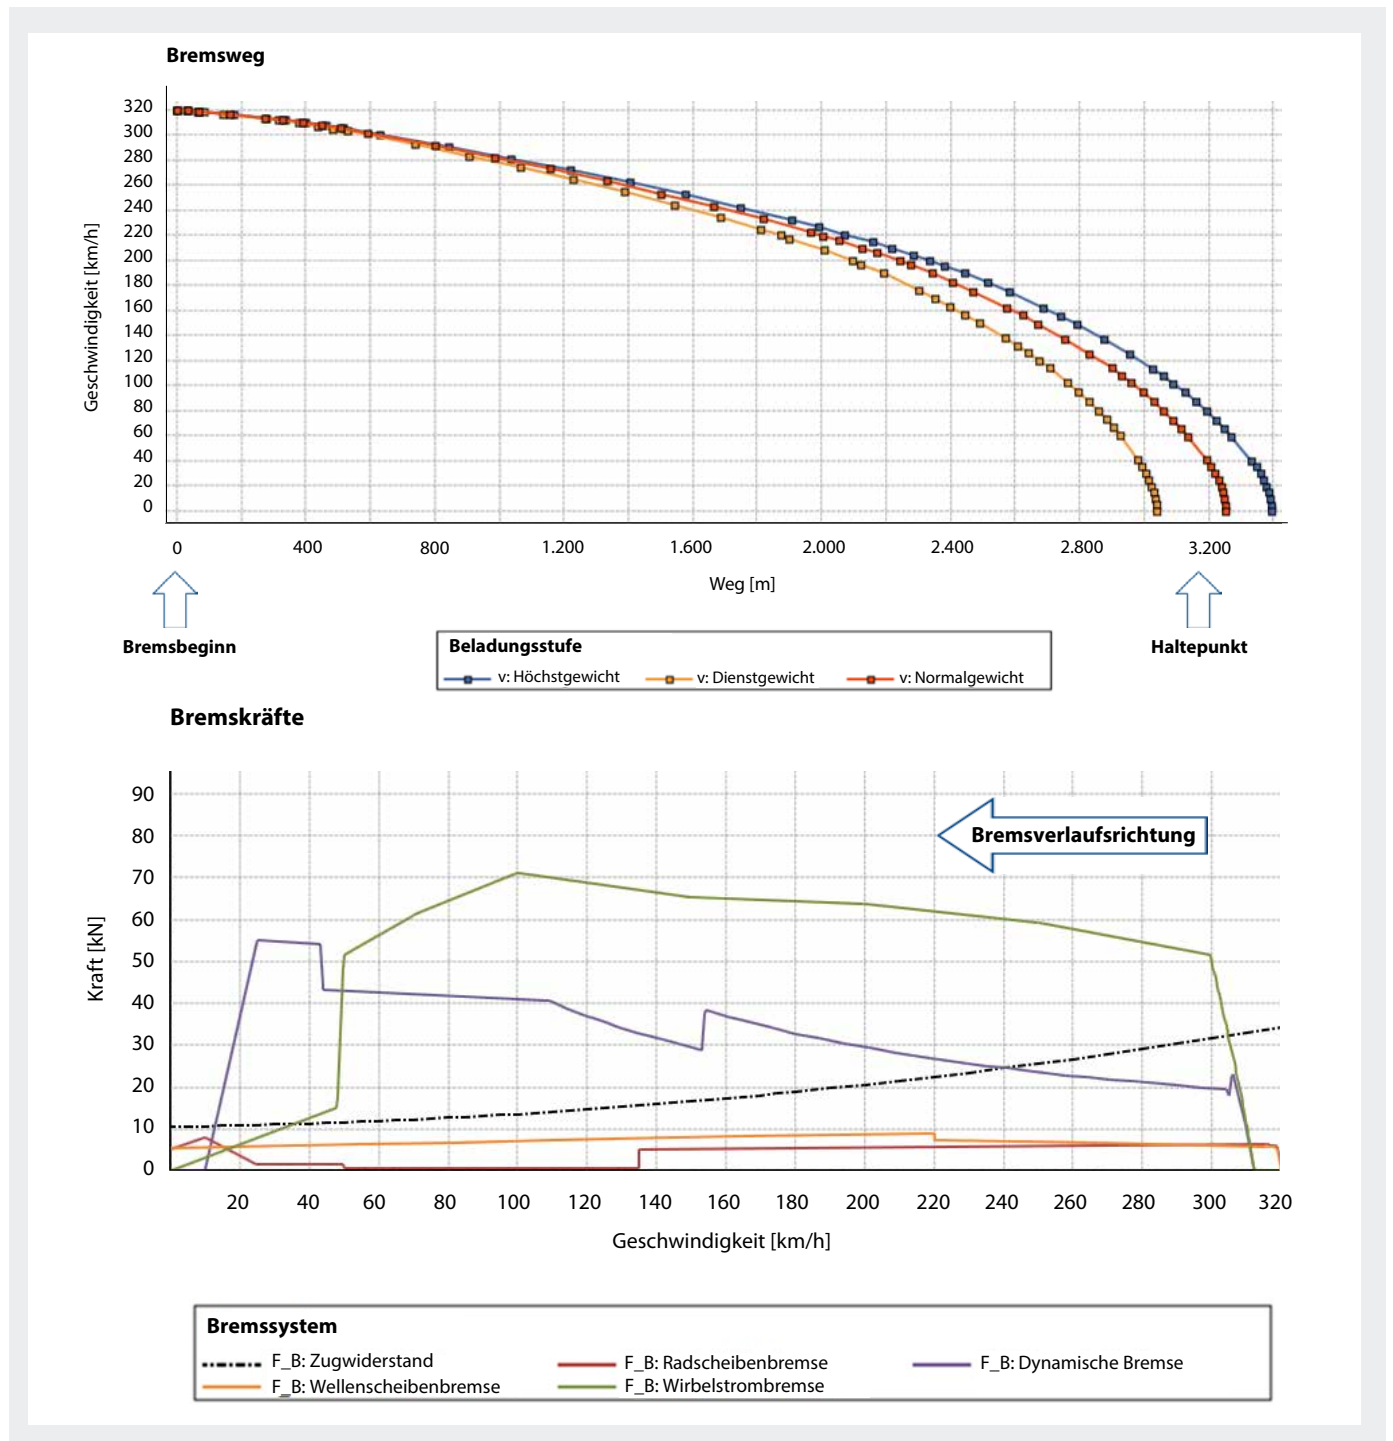 Bremsweg
Geschwindigkeit [km/h]
320
300
280
260
240
220
200
180
160
140
120
100
80
60
40
20
0
0 400 800 1.200 1.600 2.000 2.400 2.800 3.200
Weg [m]
Bremsbeginn
Haltepunkt
Beladungsstufe
v: Höchstgewicht v: Dienstgewicht v: Normalgewicht
Bremskräfte
Kraft [kN]
90
80
70
60
50
40
30
20
10
0
Bremsverlaufsrichtung
20 40 60 80 100 120 140 160 180 200 220 240 260 280 300 320
Geschwindigkeit [km/h]
Bremssystem
F_B: Zugwiderstand F_B: Radscheibenbremse F_B: Dynamische Bremse
F_B: Wellenscheibenbremse F_B: Wirbelstrombremse